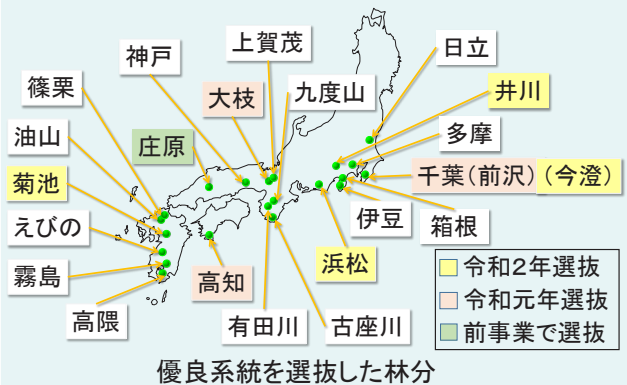 上賀茂
日立
神戸
篠栗
大枝
九度山
井川
油山
庄原
多摩
菊池
千葉(前沢)(今澄)
えびの
伊豆
箱根
霧島
高知
浜松
高隈
有田川
古座川
令和2年選抜
令和元年選抜
前事業で選抜
優良系統を選抜した林分